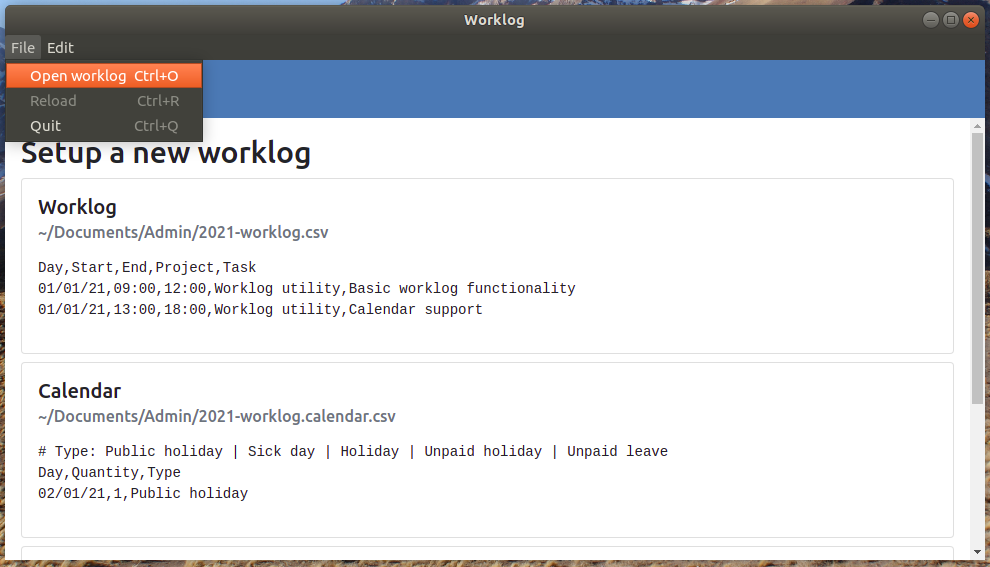 Worklog
File Edit
Open worklog Ctrl+O
Reload Ctrl+R
Quit Ctrl+Q
Setup a new worklog
Worklog
~/Documents/Admin/2021-worklog.csv
Day,Start,End,Project,Task
01/01/21,09:00,12:00,Worklog utility,Basic worklog functionality
01/01/21,13:00,18:00,Worklog utility,Calendar support
Calendar
~/Documents/Admin/2021-worklog.calendar.csv
# Type: Public holiday | Sick day | Holiday | Unpaid holiday | Unpaid leave
Day,Quantity,Type
02/01/21,1,Public holiday